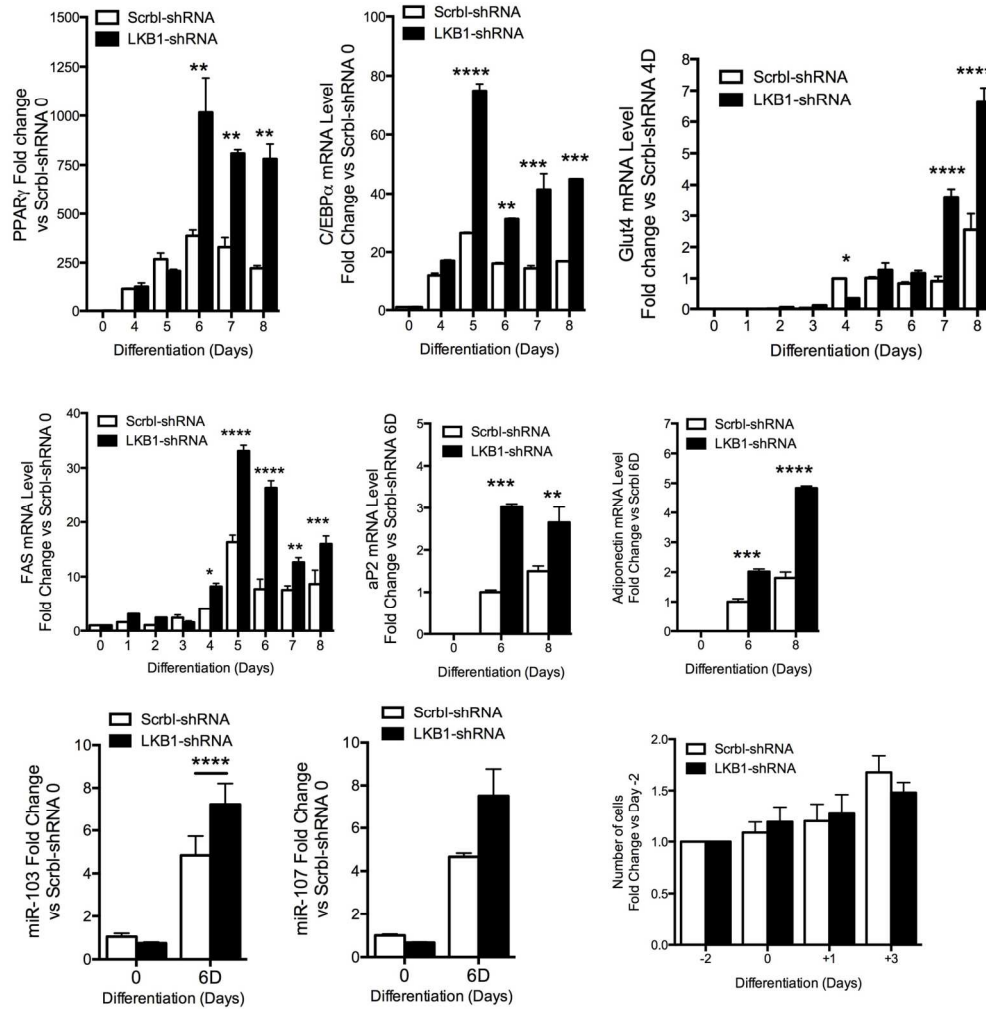 Scrbl-shRNA
LKB1-shRNA
PPARγ Fold change
vs Scrbl-shRNA 0
1500
1250
1000
750
500
250
0
**
**
**
0 4 5 6 7 8
Differentiation (Days)
Scrbl-shRNA
LKB1-shRNA
C/EBPα mRNA Level
Fold Change vs Scrbl-shRNA 0
100
80
60
40
20
0
****
**
***
***
0 4 5 6 7 8
Differentiation (Days)
Scrbl-shRNA
LKB1-shRNA
Glut4 mRNA Level
Fold change vs Scrbl-shRNA 4D
8
7
6
5
4
3
2
1
0
*
****
****
0 1 2 3 4 5 6 7 8
Differentiation (Days)
Scrbl-shRNA
LKB1-shRNA
FAS mRNA Level
Fold Change vs Scrbl-shRNA 0
40
30
20
10
0
*
****
****
**
***
0 1 2 3 4 5 6 7 8
Differentiation (Days)
Scrbl-shRNA
LKB1-shRNA
aP2 mRNA Level
Fold Change vs Scrbl-shRNA 6D
5
4
3
2
1
0
***
**
0 6 8
Differentiation (Days)
Scrbl-shRNA
LKB1-shRNA
Adiponectin mRNA Level
Fold Change vs Scrbl 6D
7
6
5
4
3
2
1
0
***
****
0 6 8
Differentiation (Days)
Scrbl-shRNA
LKB1-shRNA
miR-103 Fold Change
vs Scrbl-shRNA 0
10
8
6
4
2
0
****
0 6D
Differentiation (Days)
Scrbl-shRNA
LKB1-shRNA
miR-107 Fold Change
vs Scrbl-shRNA 0
10
8
6
4
2
0
0 6D
Differentiation (Days)
Scrbl-shRNA
LKB1-shRNA
Number of cells
Fold Change vs Day -2
2.0
1.5
1.0
0.5
0.0
-2 0 +1 +3
Differentiation (Days)